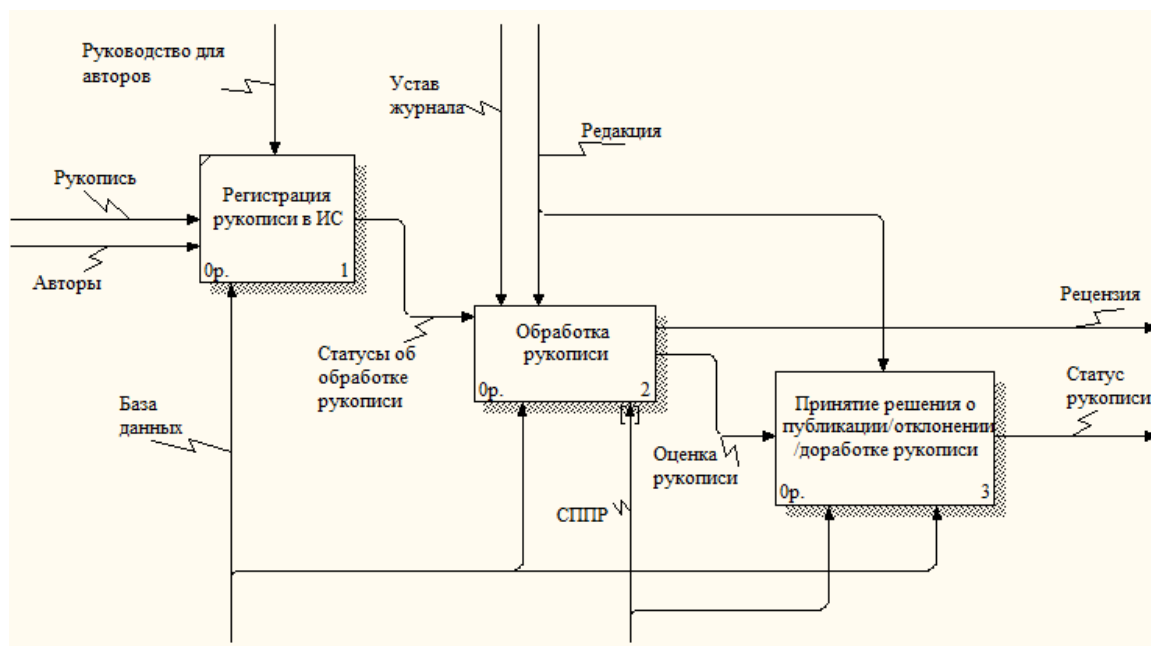 Руководство для
авторов
Устав
журнала
Редакция
Рукопись
Регистрация
рукописи в ИС
0р. 1
Авторы
Рецензия
Обработка
рукописи
0р. 2
Статусы об
обработке
рукописи
Статус
рукописи
База
данных
Принятие решения о
публикации/отклонении
/доработке рукописи
0р. 3
Оценка
рукописи
СППР